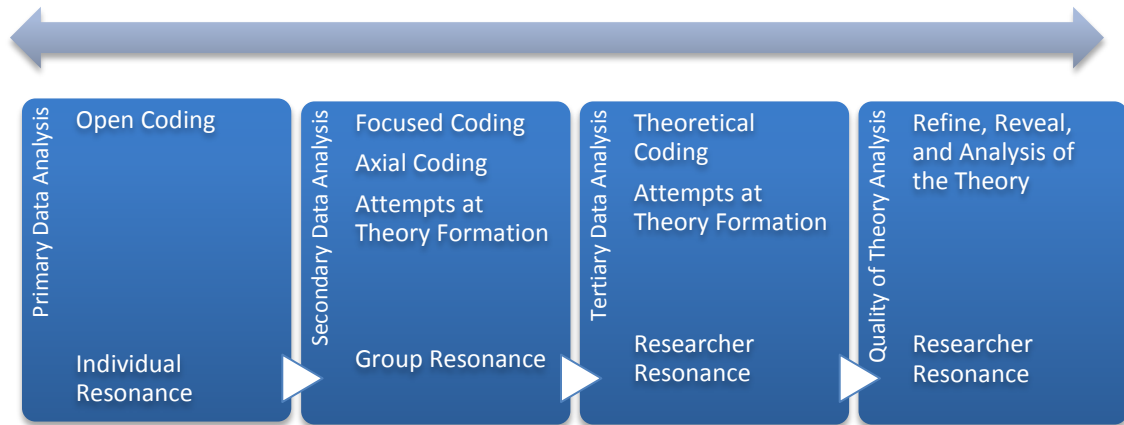 Primary Data Analysis
Open Coding
Individual
Resonance
Secondary Data Analysis
Focused Coding
Axial Coding
Attempts at
Theory Formation
Group Resonance
Tertiary Data Analysis
Theoretical
Coding
Attempts at
Theory Formation
Researcher
Resonance
Quality of Theory Analysis
Refine, Reveal,
and Analysis of
the Theory
Researcher
Resonance